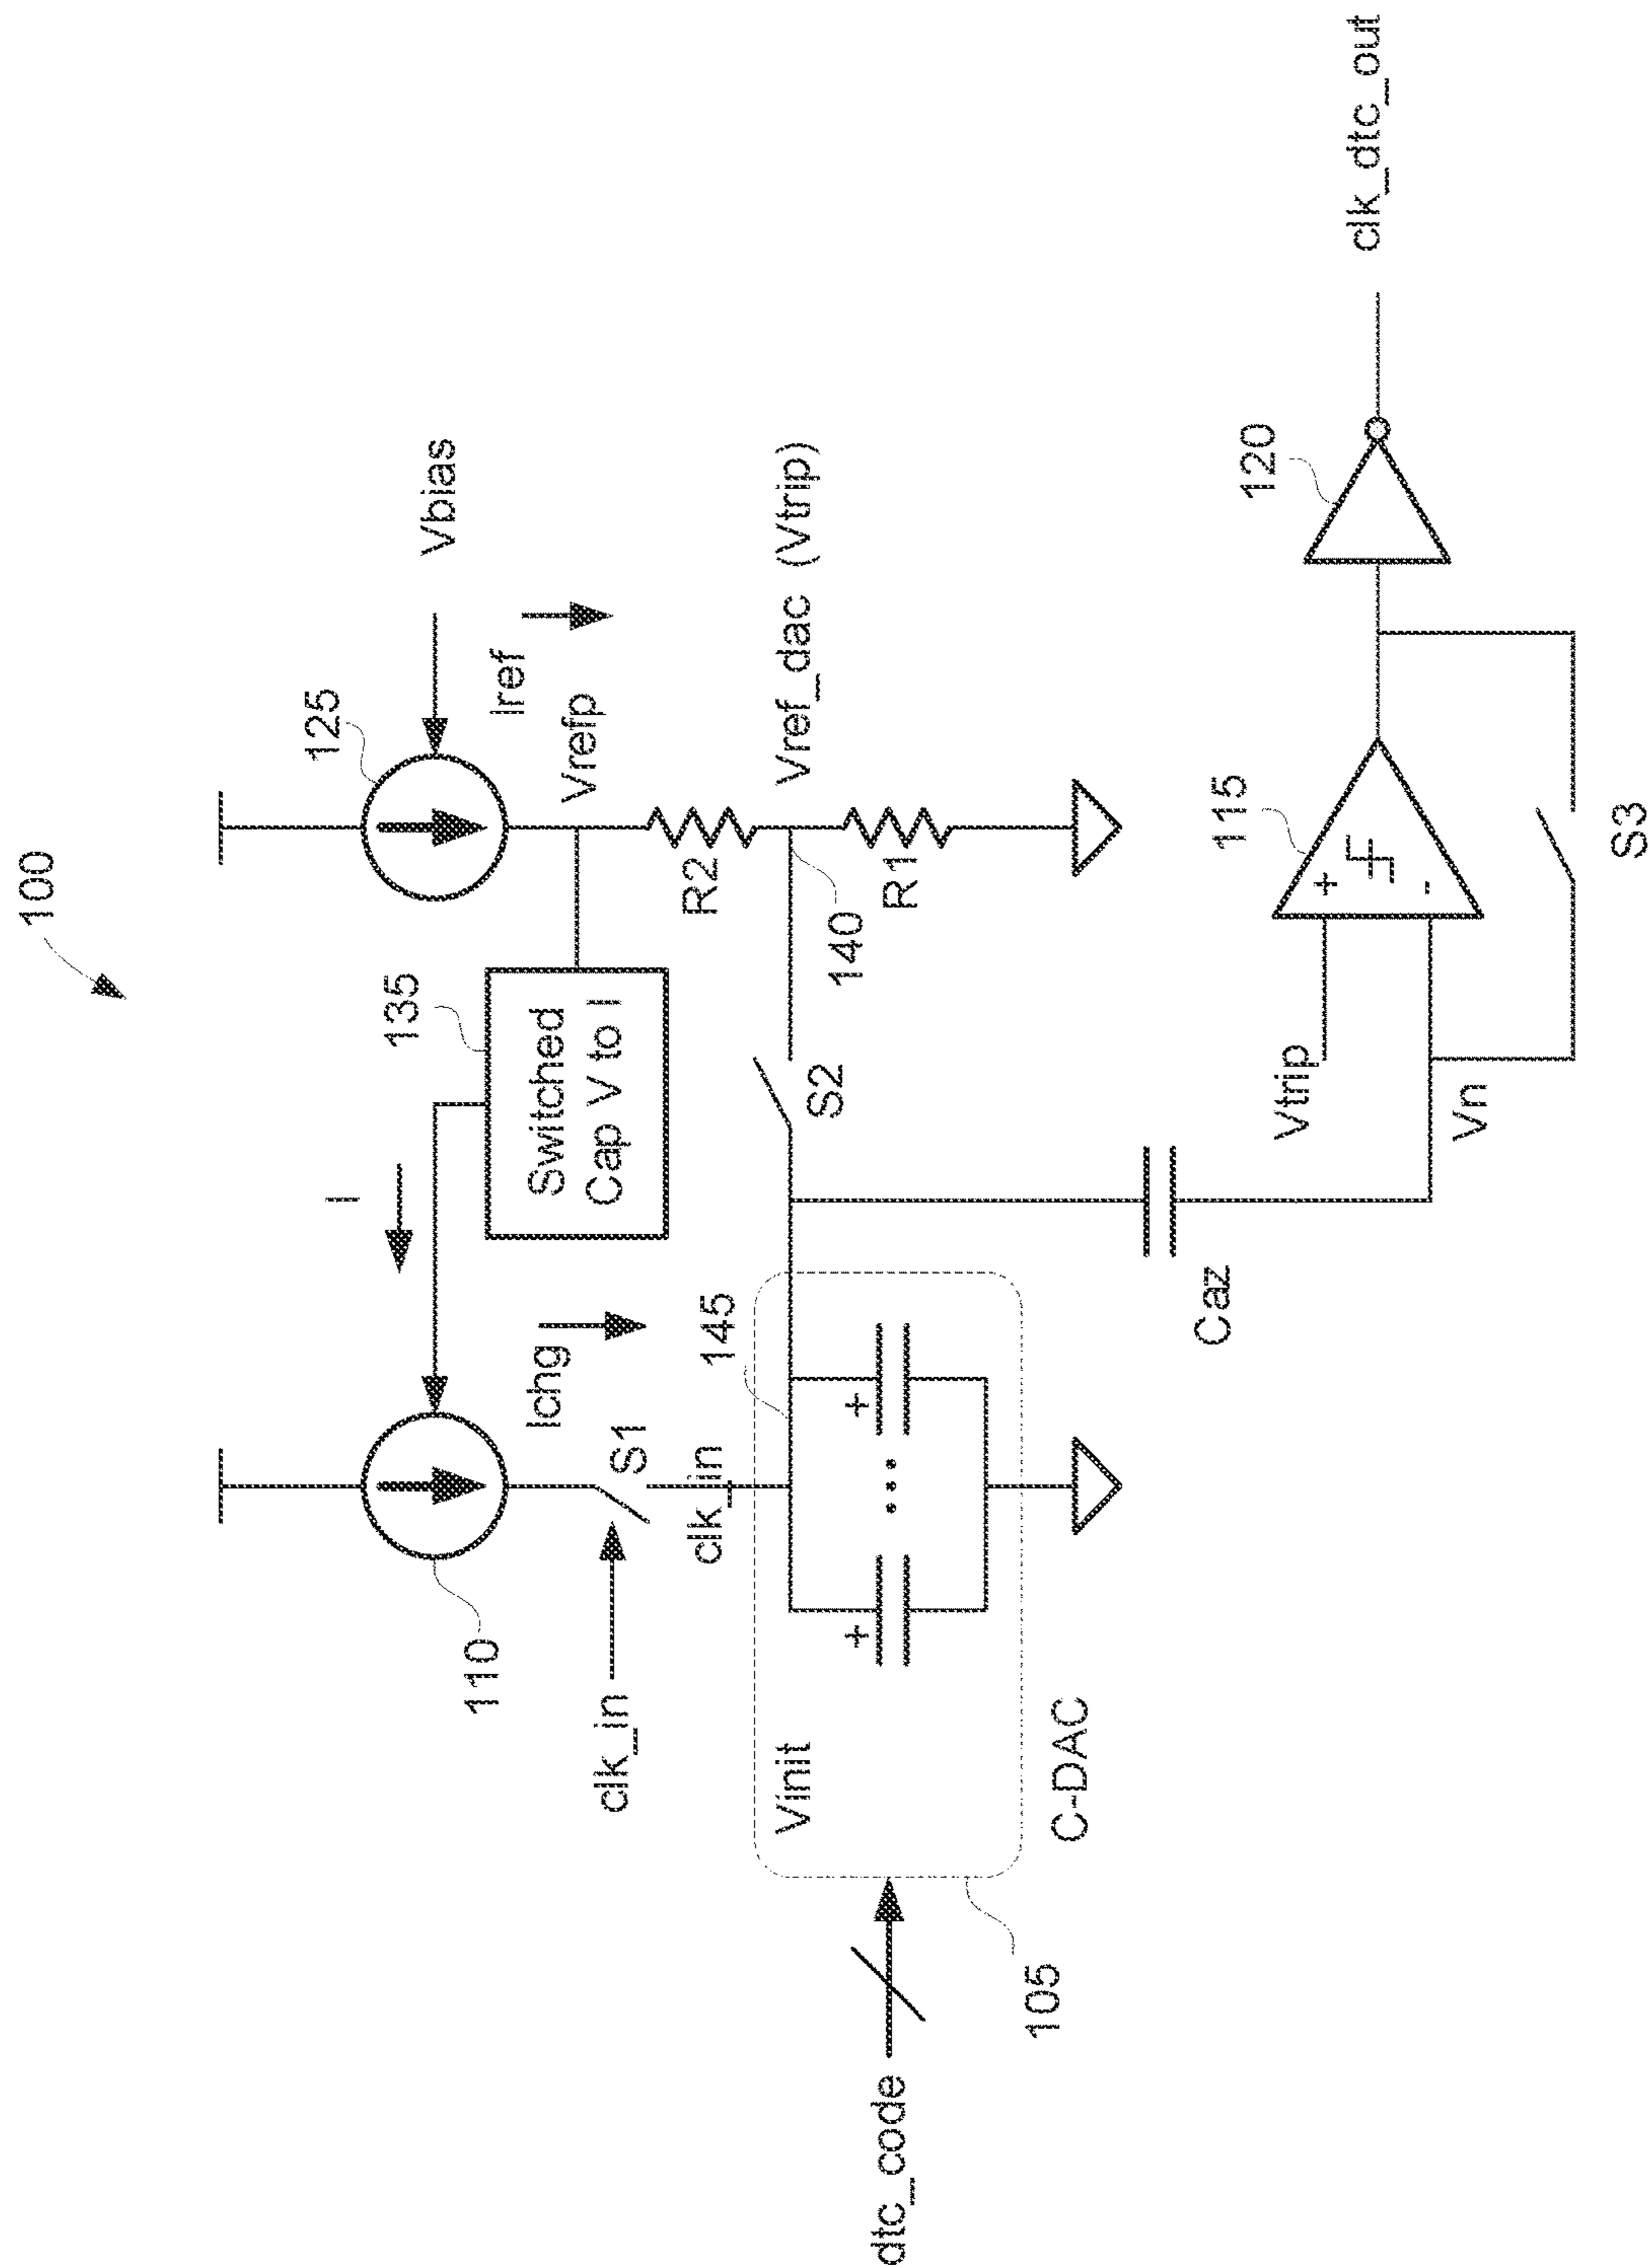 100
125
Vbias
Iref
Vrefp
135
Switched
Cap V to I
I
110
Ichg
S1
clk_in
clk_in
R2
Vref_dac (Vtrip)
140
R1
S2
145
Vinit
+
+
...
C-DAC
105
dtc_code
Caz
Vtrip
Vn
115
+
-
S3
120
clk_dtc_out